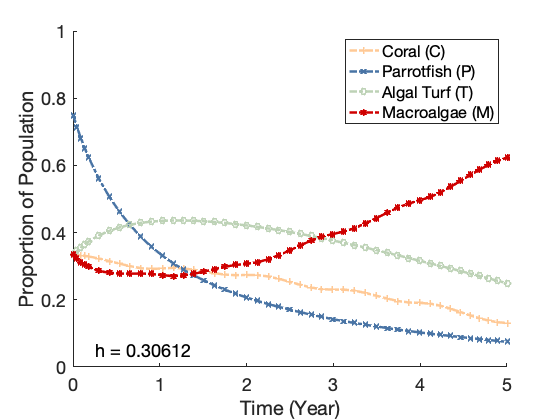 1
0.8
0.6
0.4
0.2
0
0
1
2
3
4
5
Proportion of Population
Time (Year)
Coral (C)
Parrotfish (P)
Algal Turf (T)
Macroalgae (M)
h = 0.30612